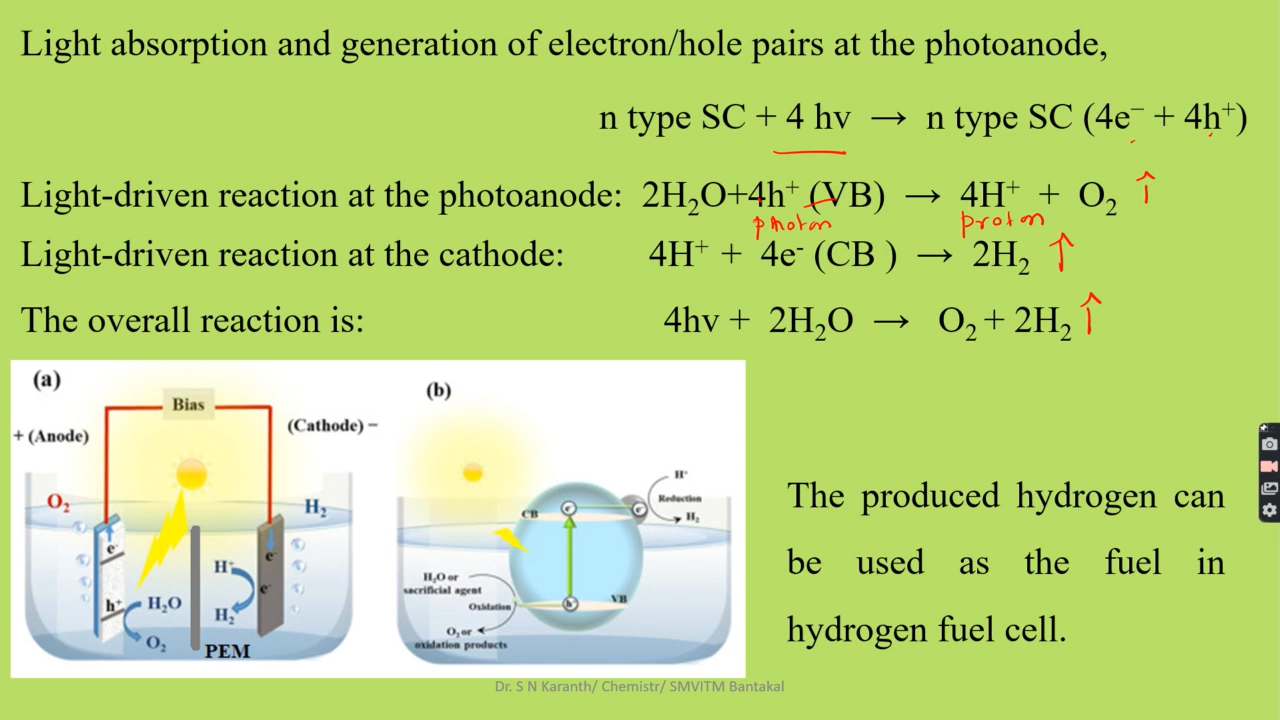 Light absorption and generation of electron/hole pairs at the photoanode,
n type SC + 4 hv → n type SC (4e⁻ + 4h⁺)
Light-driven reaction at the photoanode: 2H₂O+4h⁺ (VB) → 4H⁺ + O₂ ↑
photon proton
Light-driven reaction at the cathode: 4H⁺ + 4e⁻ (CB ) → 2H₂ ↑
The overall reaction is: 4hv + 2H₂O → O₂ + 2H₂ ↑
(a)
Bias
+ (Anode)
(Cathode) −
O₂
H₂
e⁻
e⁻
e⁻
h⁺
H₂O
O₂
H⁺
H₂
PEM
(b)
H⁺
Reduction
H₂
CB
e⁻
e⁻
H₂O or
sacrificial agent
Oxidation
h⁺
VB
O₂ or
oxidation products
The produced hydrogen can
be used as the fuel in
hydrogen fuel cell.
Dr. S N Karanth/ Chemistr/ SMVITM Bantakal